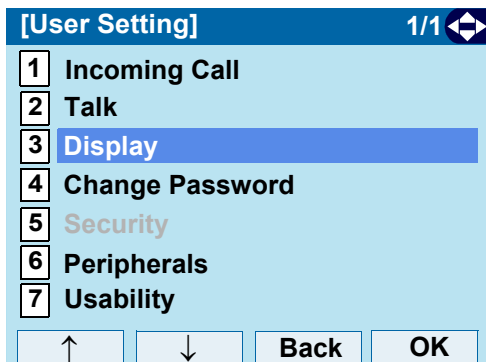 [User Setting] 1/1
1 Incoming Call
2 Talk
3 Display
4 Change Password
5 Security
6 Peripherals
7 Usability
↑ ↓ Back OK